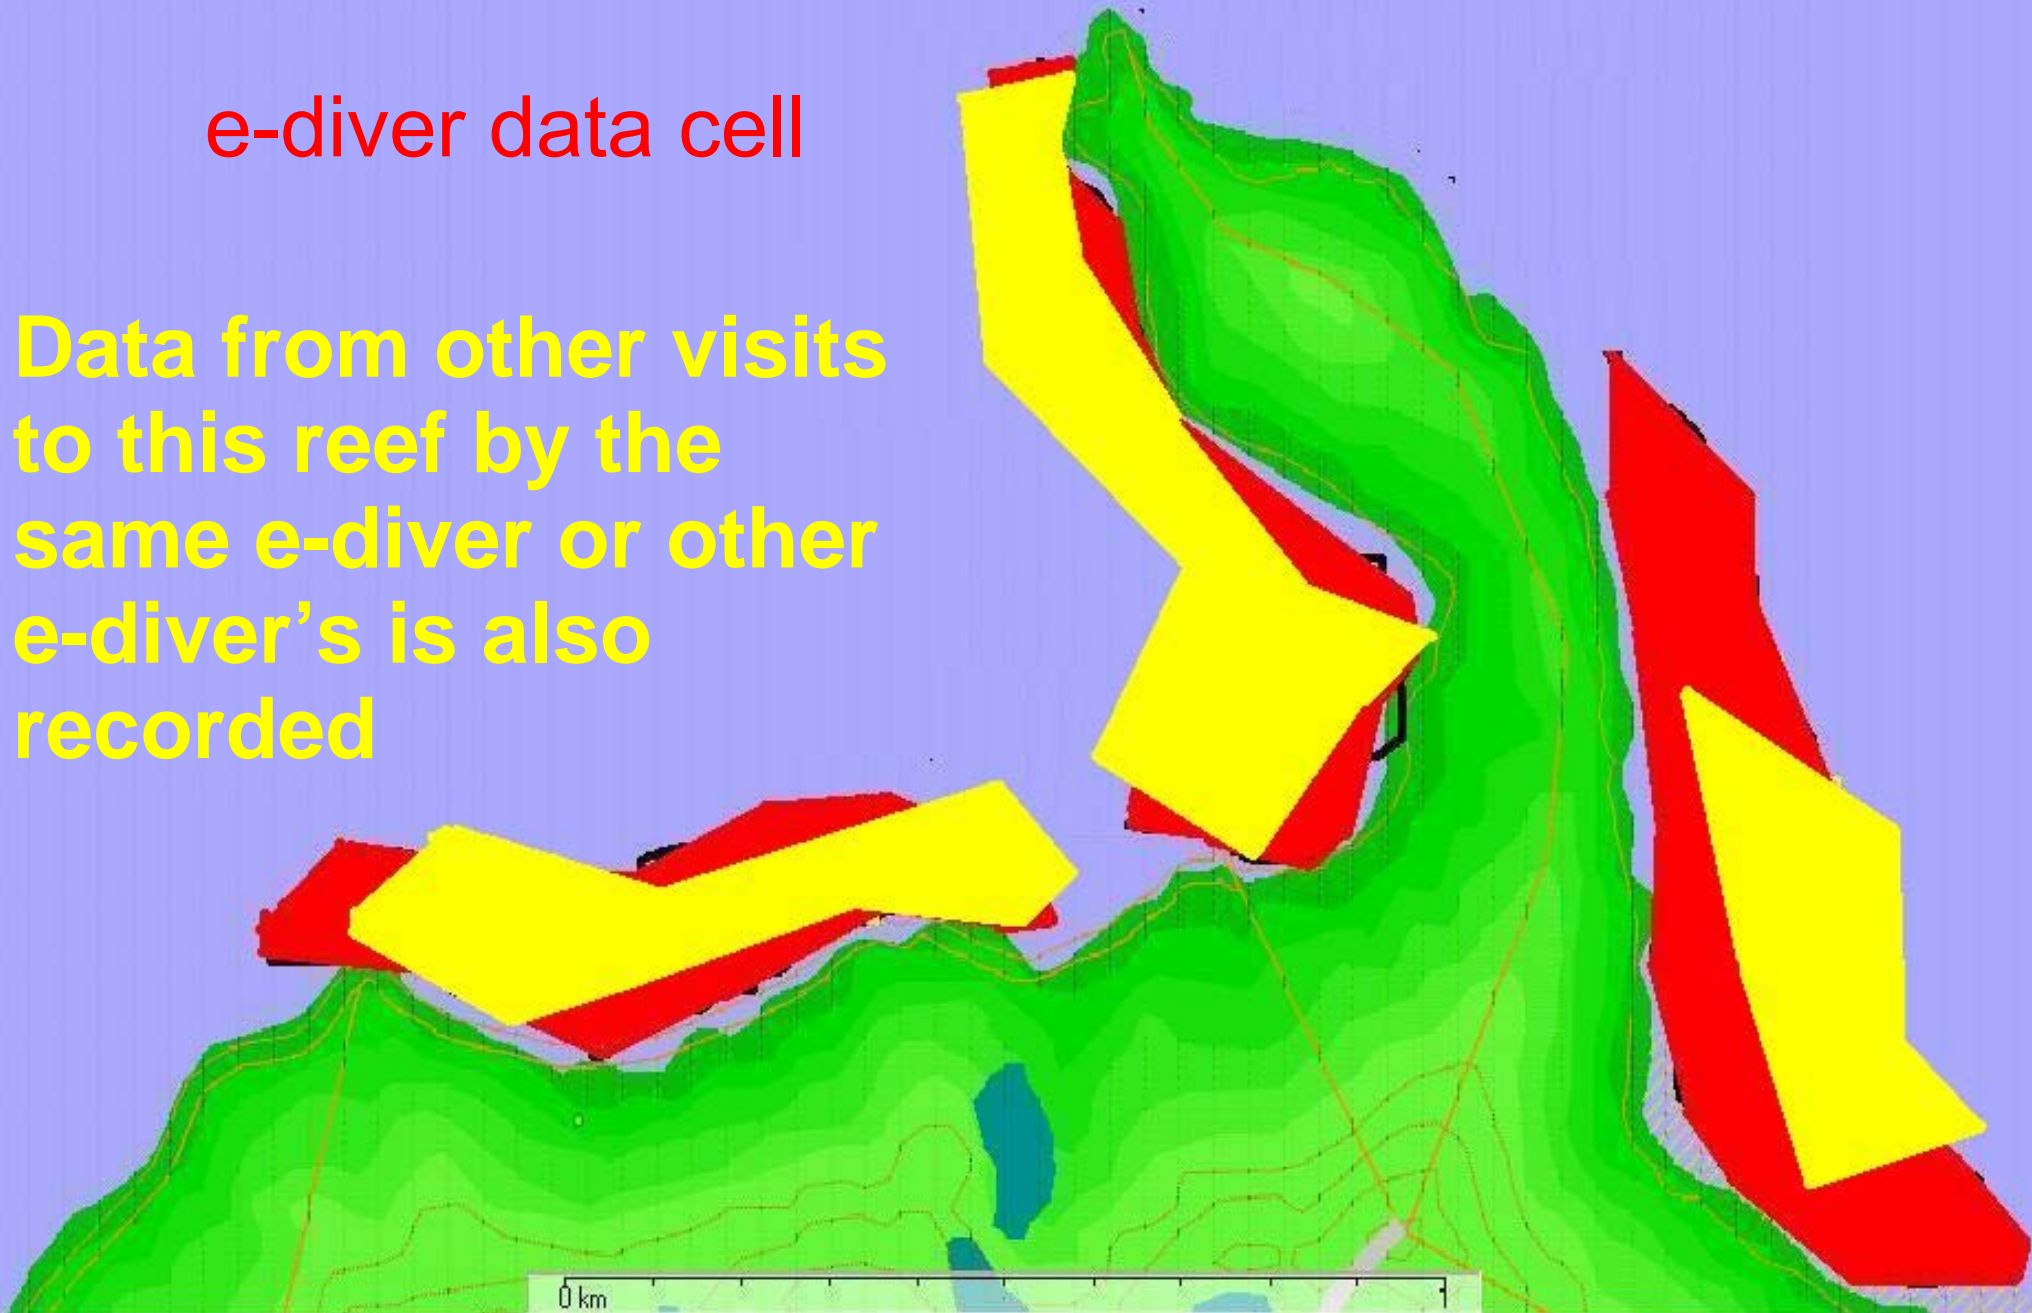 e-diver data cell
Data from other visits
to this reef by the
same e-diver or other
e-diver’s is also
recorded
0 km
1